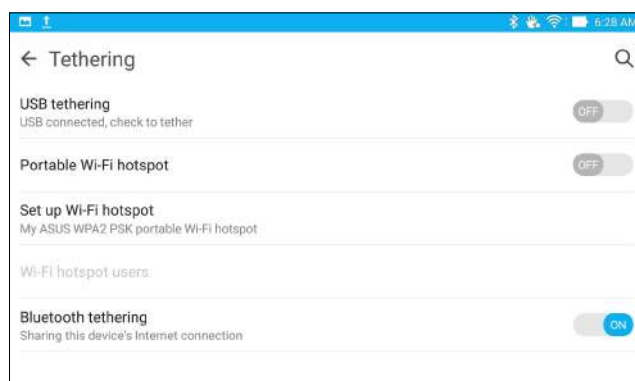 6:28 AM
Tethering
USB tethering
OFF
USB connected, check to tether
Portable Wi-Fi hotspot
OFF
Set up Wi-Fi hotspot
My ASUS WPA2 PSK portable Wi-Fi hotspot
Wi-Fi hotspot users
Bluetooth tethering
ON
Sharing this device's Internet connection